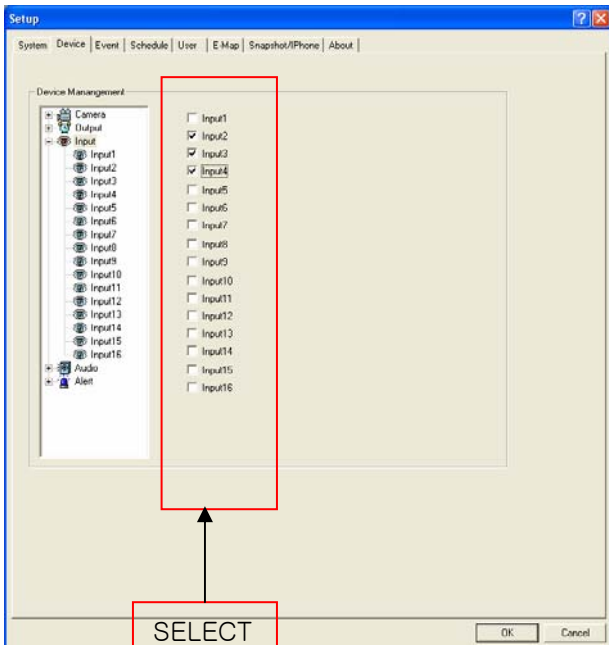 Setup
System Device Event Schedule User E-Map Snapshot/IPhone About
Device Manangement
Camera
Output
Input
Input1
Input2
Input3
Input4
Input5
Input6
Input7
Input8
Input9
Input10
Input11
Input12
Input13
Input14
Input15
Input16
Audio
Alert
Input1
Input2
Input3
Input4
Input5
Input6
Input7
Input8
Input9
Input10
Input11
Input12
Input13
Input14
Input15
Input16
SELECT
OK Cancel